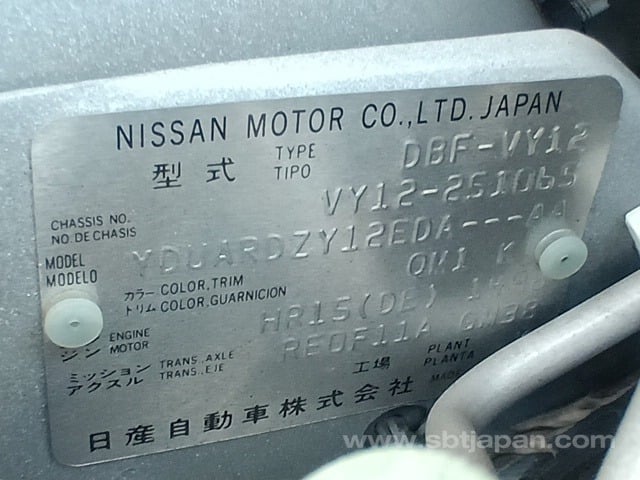 NISSAN MOTOR CO.,LTD. JAPAN
型式 TYPE TIPO DBF-VY12
CHASSIS NO. NO. DE CHASIS VY12-251065
MODEL MODELO YDUARDZY12EDA---AA
カラー トリム COLOR, TRIM COLOR, GUARNICION QM1 K
ジン ENGINE MOTOR HR15(DE)
ミッション アクスル TRANS., AXLE TRANS., EJE RE0F11A GW38
工場 PLANT PLANTA
日産自動車株式会社
www.sbtjapan.com